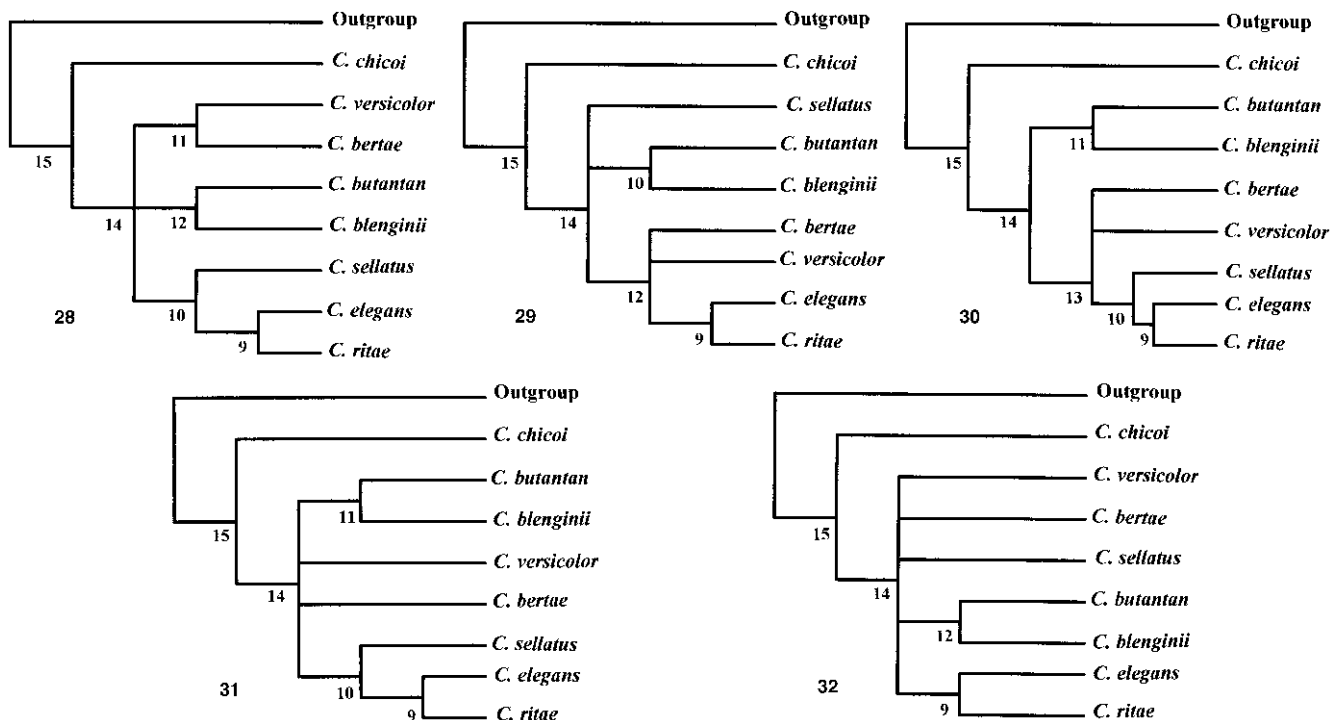 Outgroup
C. chicoi
C. versicolor
11
C. bertae
15
C. butantan
14
12
C. blenginii
C. sellatus
C. elegans
28
10
9
C. ritae
Outgroup
C. chicoi
C. sellatus
C. butantan
15
10
C. blenginii
14
C. bertae
C. versicolor
12
C. elegans
29
9
C. ritae
Outgroup
C. chicoi
C. butantan
11
C. blenginii
15
C. bertae
C. versicolor
14
C. sellatus
13
C. elegans
30
10
9
C. ritae
Outgroup
C. chicoi
C. butantan
11
C. blenginii
15
C. versicolor
14
C. bertae
C. sellatus
C. elegans
31
10
9
C. ritae
Outgroup
C. chicoi
C. versicolor
C. bertae
15
C. sellatus
14
C. butantan
12
C. blenginii
C. elegans
32
9
C. ritae